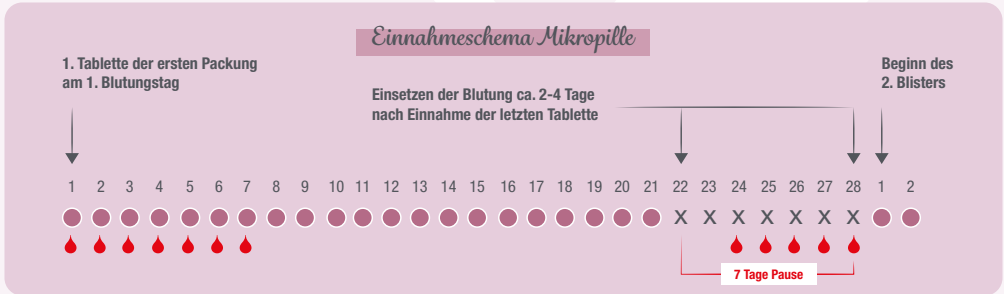 Einnahmeschema Mikropille
1. Tablette der ersten Packung
am 1. Blutungstag
Einsetzen der Blutung ca. 2-4 Tage
nach Einnahme der letzten Tablette
Beginn des
2. Blisters
1 2 3 4 5 6 7 8 9 10 11 12 13 14 15 16 17 18 19 20 21 22 23 24 25 26 27 28 1 2
X X X X X X X
7 Tage Pause